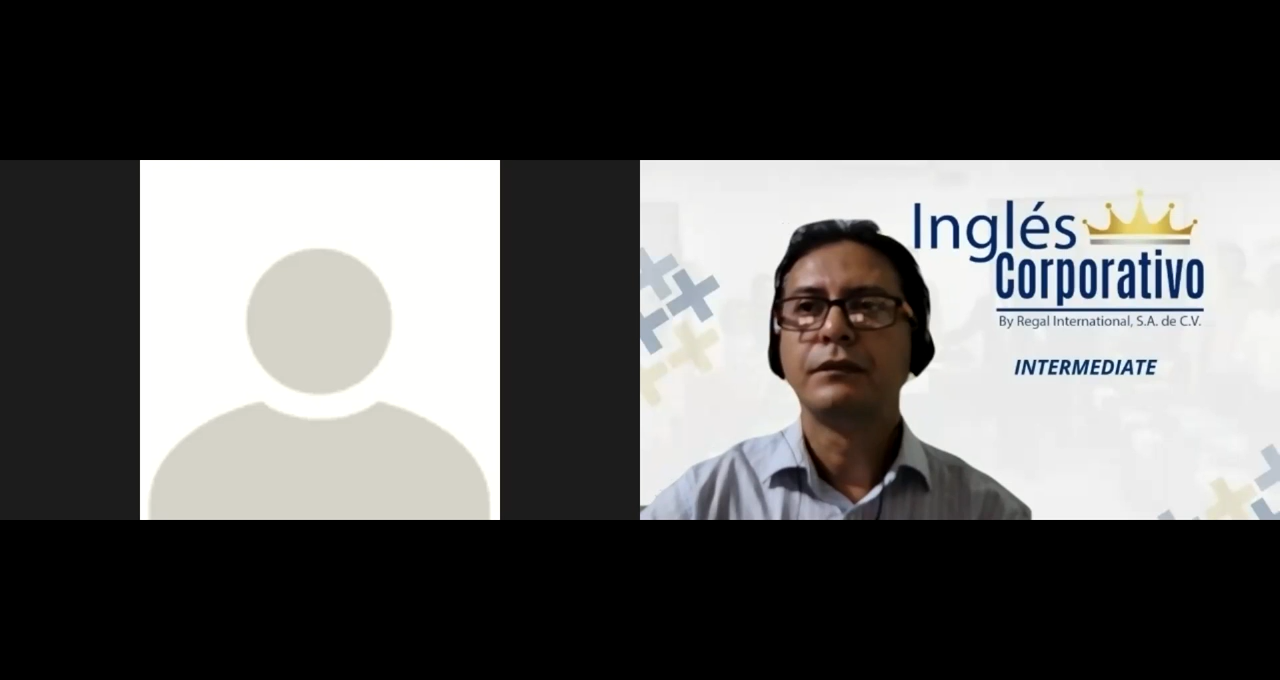 Inglés
Corporativo
By Regal International, S.A. de C.V.
INTERMEDIATE